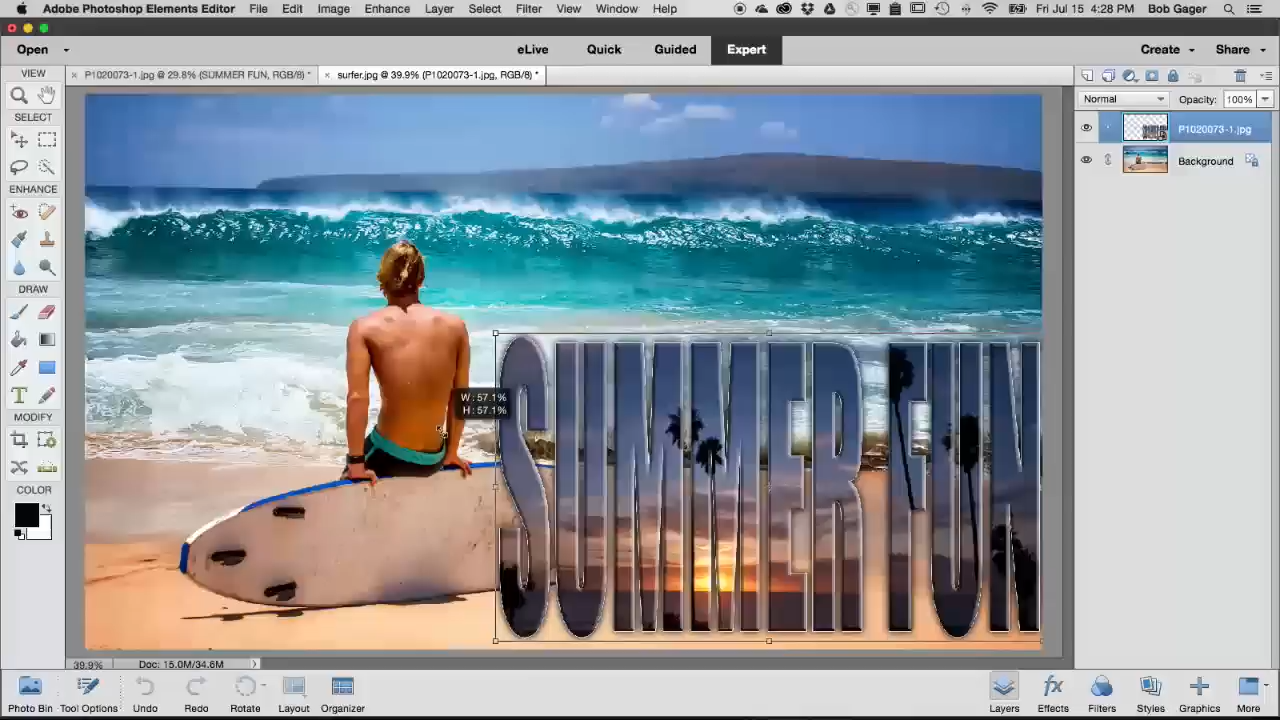 Adobe Photoshop Elements Editor File Edit Image Enhance Layer Select Filter View Window Help Fri Jul 15 4:28 PM Bob Gager
Open eLive Quick Guided Expert Create Share
VIEW × P1020073-1.jpg @ 29.8% (SUMMER FUN, RGB/8) * × surfer.jpg @ 39.9% (P1020073-1.jpg, RGB/8) *
Normal Opacity: 100%
SELECT
P1020073-1.jpg
Background
ENHANCE
DRAW
W: 57.1%
H: 57.1%
SUMMER FUN
T
MODIFY
COLOR
39.9% Doc: 15.0M/34.6M
Photo Bin Tool Options Undo Redo Rotate Layout Organizer Layers Effects Filters Styles Graphics More